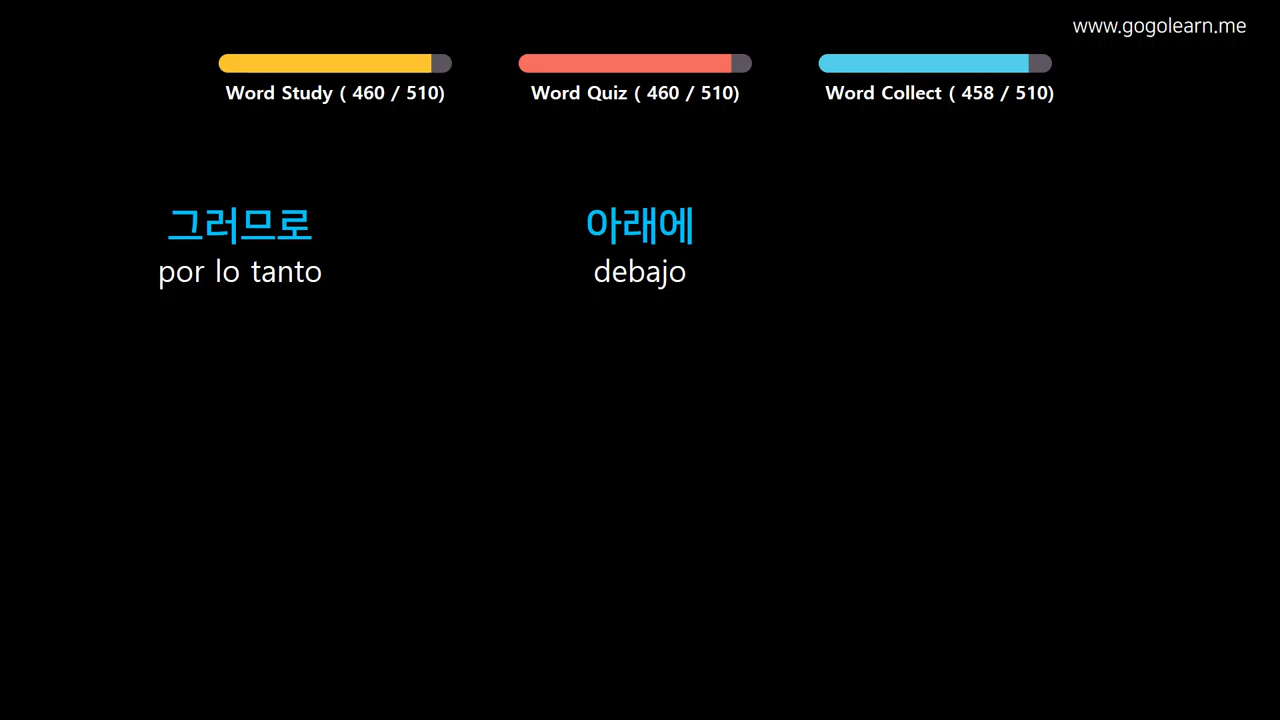 www.gogolearn.me
Word Study ( 460 / 510)
Word Quiz ( 460 / 510)
Word Collect ( 458 / 510)
그러므로
por lo tanto
아래에
debajo